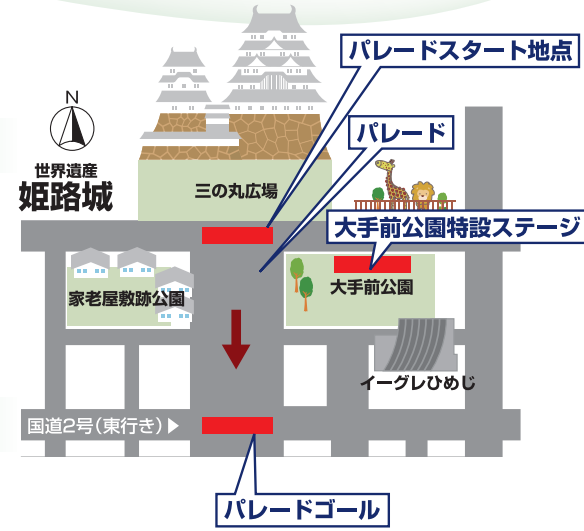 パレードスタート地点
N
パレード
世界遺産
姫路城
三の丸広場
大手前公園特設ステージ
家老屋敷跡公園
大手前公園
イーグレひめじ
国道2号(東行き)▶
パレードゴール